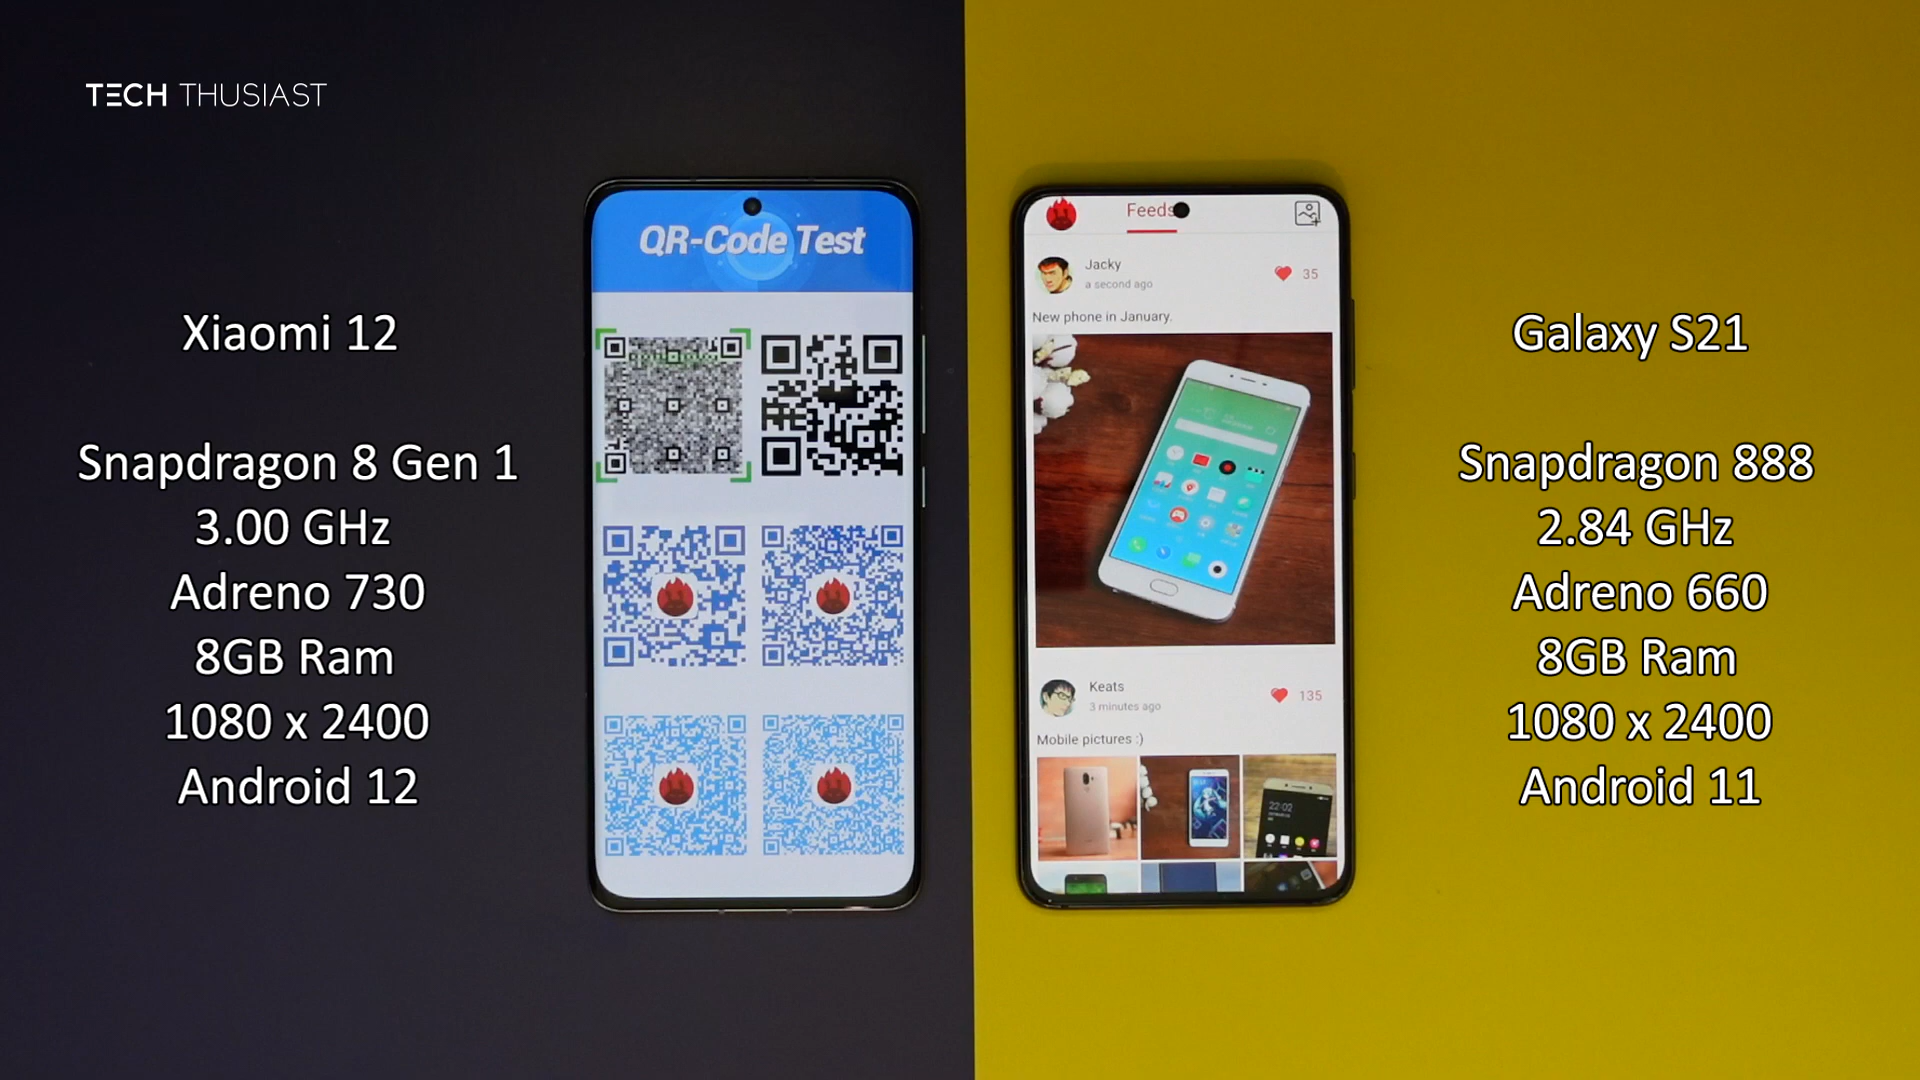 TECH THUSIAST
Xiaomi 12
Snapdragon 8 Gen 1
3.00 GHz
Adreno 730
8GB Ram
1080 x 2400
Android 12
QR-Code Test
Feeds
Jacky
a second ago
35
New phone in January.
Keats
3 minutes ago
135
Mobile pictures :)
22:02
Galaxy S21
Snapdragon 888
2.84 GHz
Adreno 660
8GB Ram
1080 x 2400
Android 11